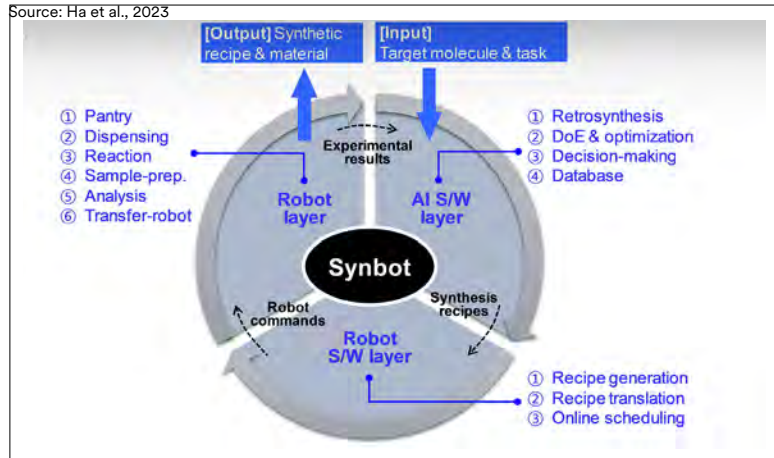 Source: Ha et al., 2023
[Output] Synthetic
recipe & material
[Input]
Target molecule & task
① Pantry
② Dispensing
③ Reaction
④ Sample-prep.
⑤ Analysis
⑥ Transfer-robot
Experimental
results
① Retrosynthesis
② DoE & optimization
③ Decision-making
④ Database
Robot
layer
AI S/W
layer
Synbot
Robot
commands
Synthesis
recipes
Robot
S/W layer
① Recipe generation
② Recipe translation
③ Online scheduling